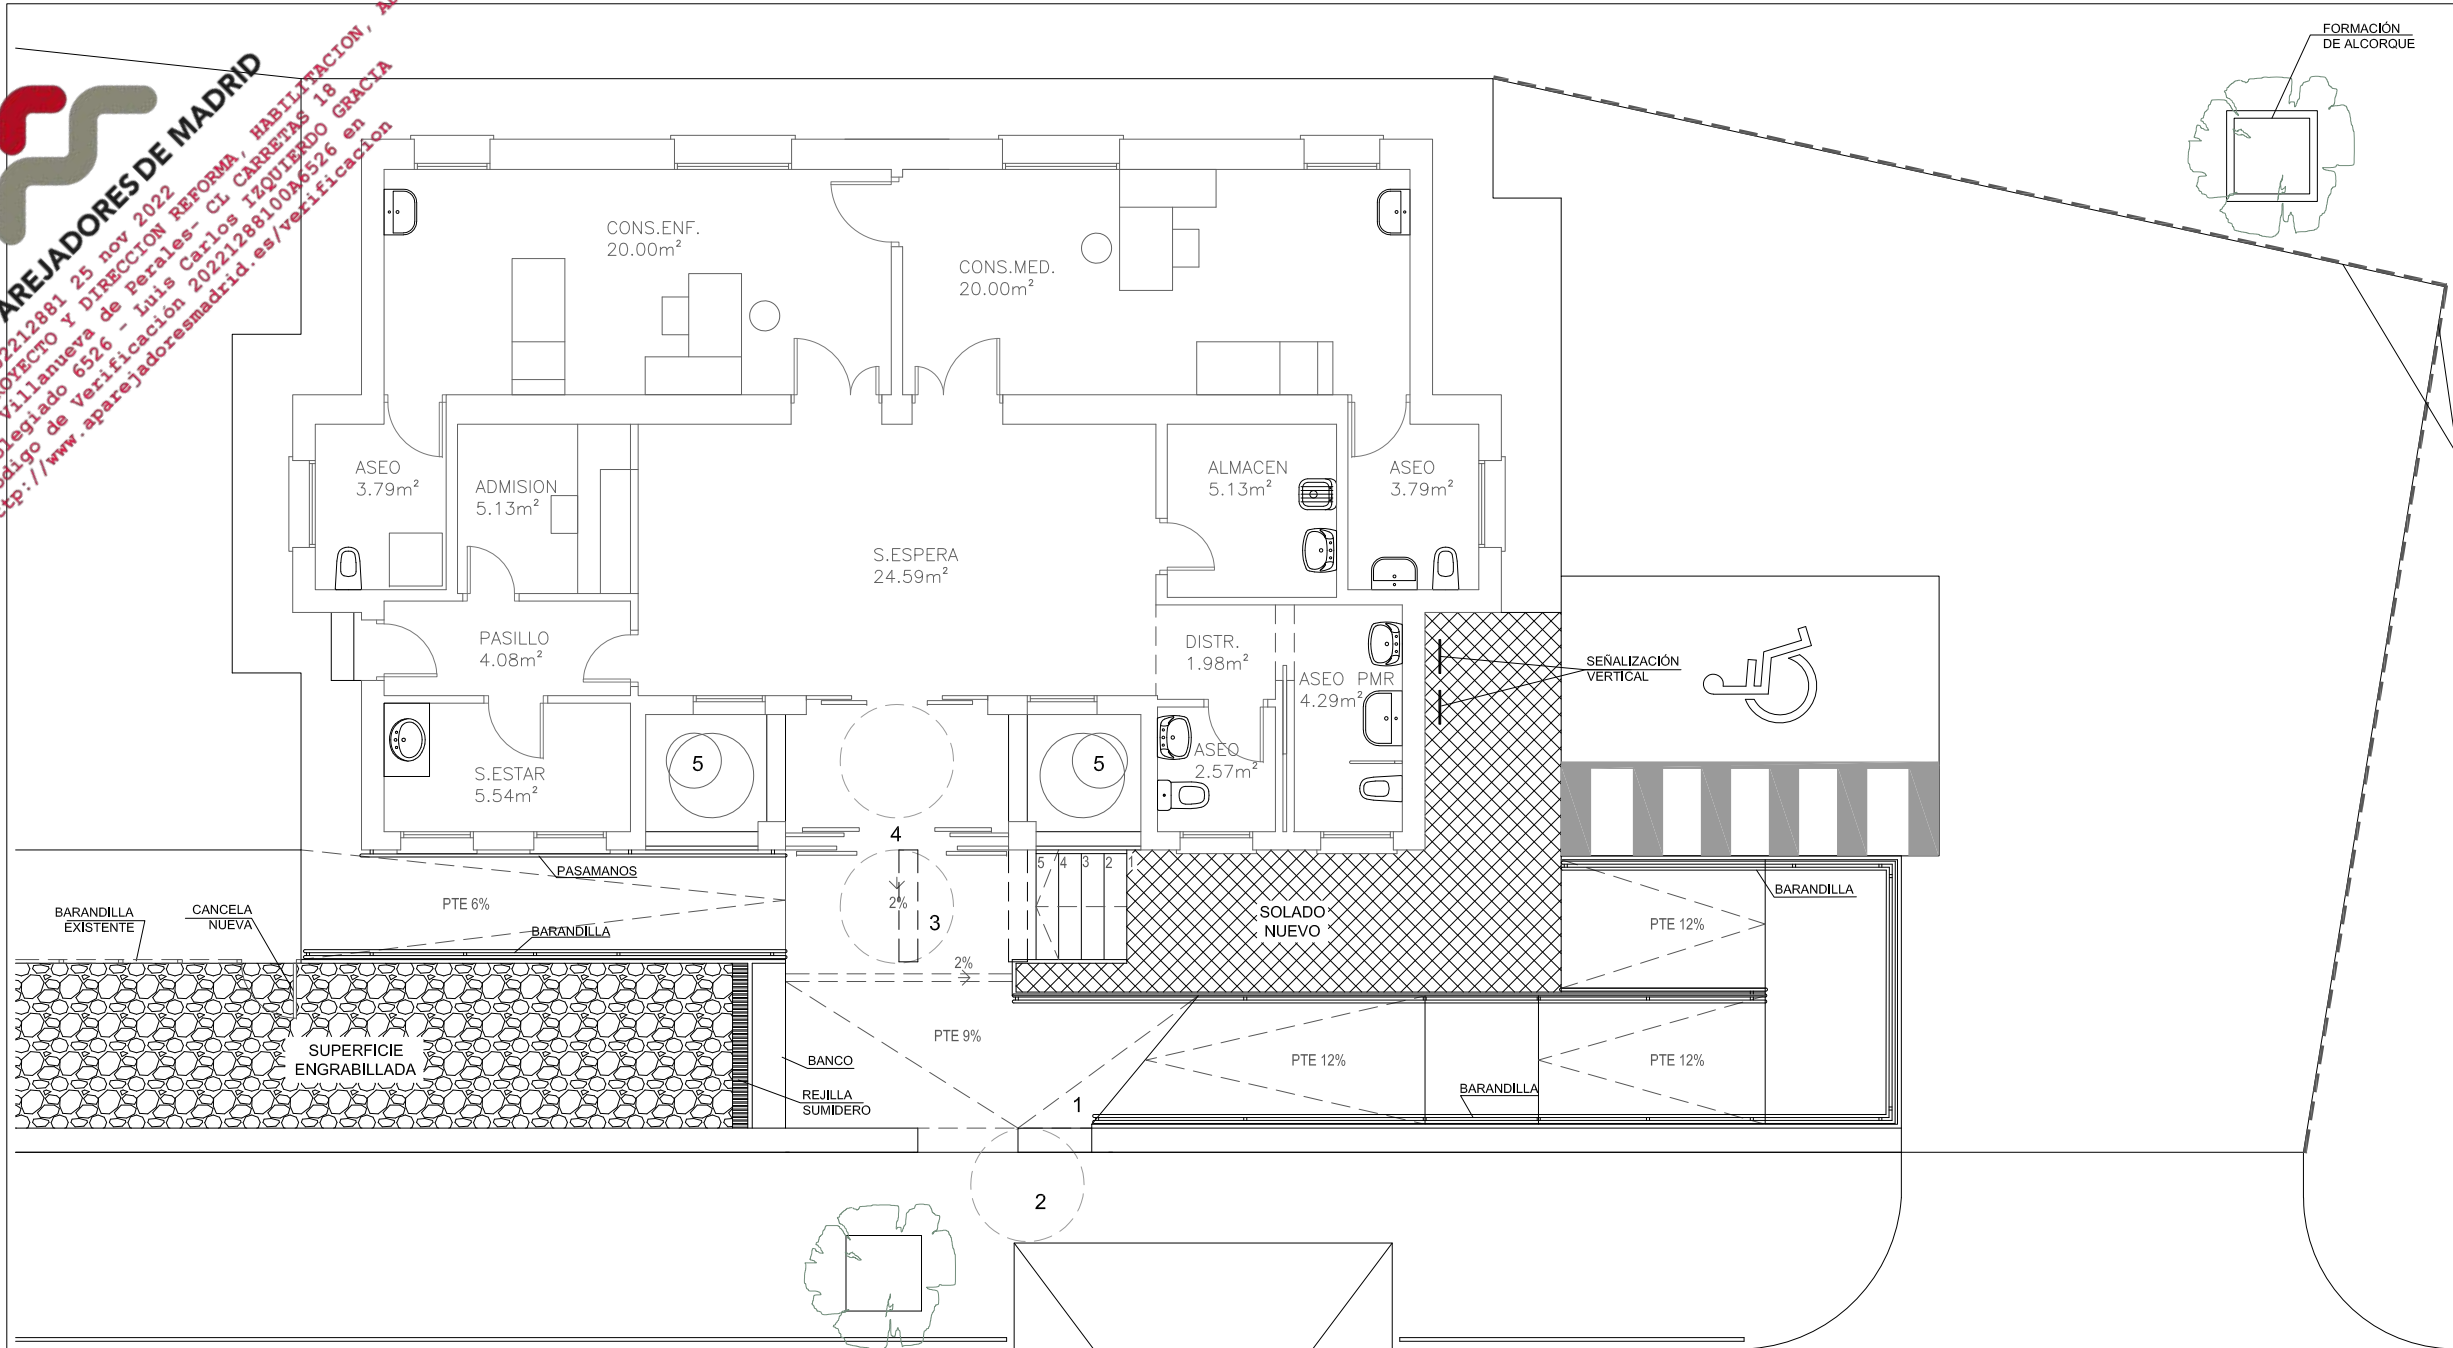 AREJADORES DE MADRID
25 nov 2022
PROYECTO Y DIRECCION REFORMA, HABILITACION,
Villanueva de Perales- CL CARRETAS 18
colegiado 6526 - Luis Carlos IZQUIERDO GRACIA
código de Verificación 20221288100A6526 en
http://www.aparejadoresmadrid.es/verificacion
FORMACIÓN
DE ALCORQUE
CONS.ENF.
20.00m²
CONS.MED.
20.00m²
ASEO
3.79m²
ADMISION
5.13m²
S.ESPERA
24.59m²
ALMACEN
5.13m²
ASEO
3.79m²
PASILLO
4.08m²
DISTR.
1.98m²
ASEO PMR
4.29m²
SEÑALIZACIÓN
VERTICAL
S.ESTAR
5.54m²
5
5
ASEO
2.57m²
4
PASAMANOS
5 4 3 2 1
PTE 6%
2%
3
BARANDILLA
EXISTENTE
CANCELA
NUEVA
BARANDILLA
SOLADO
NUEVO
BARANDILLA
PTE 12%
2%
PTE 9%
SUPERFICIE
ENGRABILLADA
BANCO
REJILLA
SUMIDERO
PTE 12%
PTE 12%
BARANDILLA
1
2